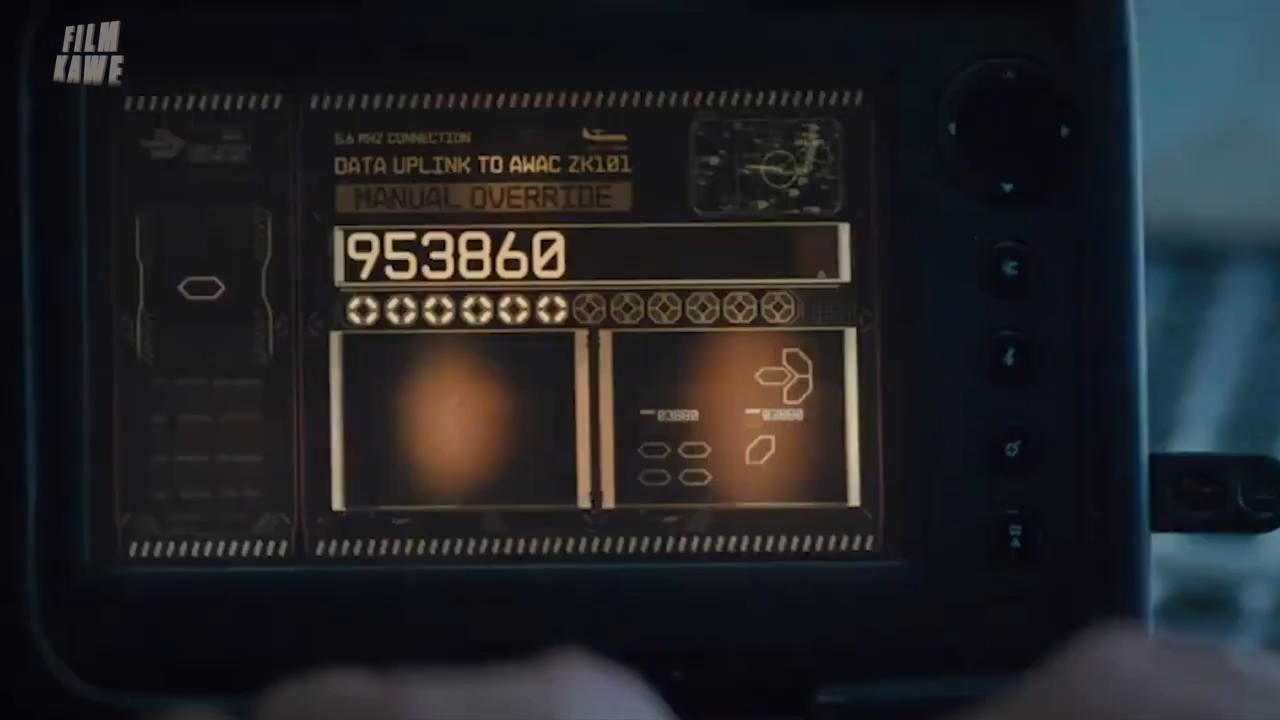 FILM
KAWE
5.6 MHZ CONNECTION
DATA UPLINK TO AWAC ZK101
MANUAL OVERRIDE
953860